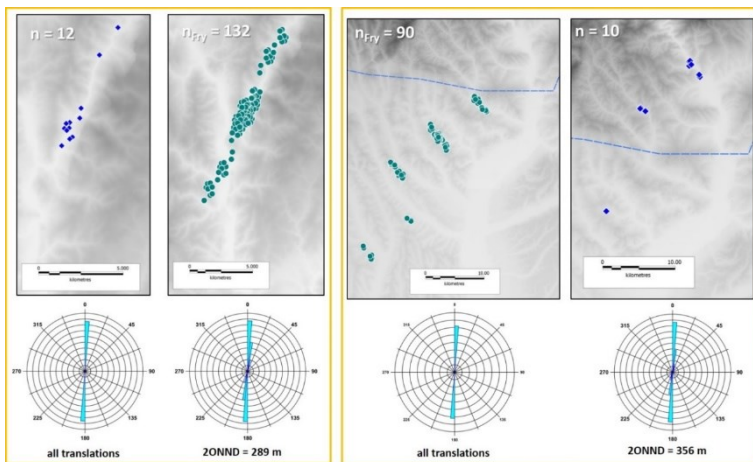 n = 12
nFry = 132
nFry = 90
n = 10
0 5.000
kilometres
0 5.000
kilometres
0 10.00
kilometres
0 10.00
kilometres
0
315 45
270 90
225 135
180
0
315 45
270 90
225 135
180
315 45
270 90
225 135
180
0
315 45
270 90
225 135
180
all translations
2ONND = 289 m
all translations
2ONND = 356 m